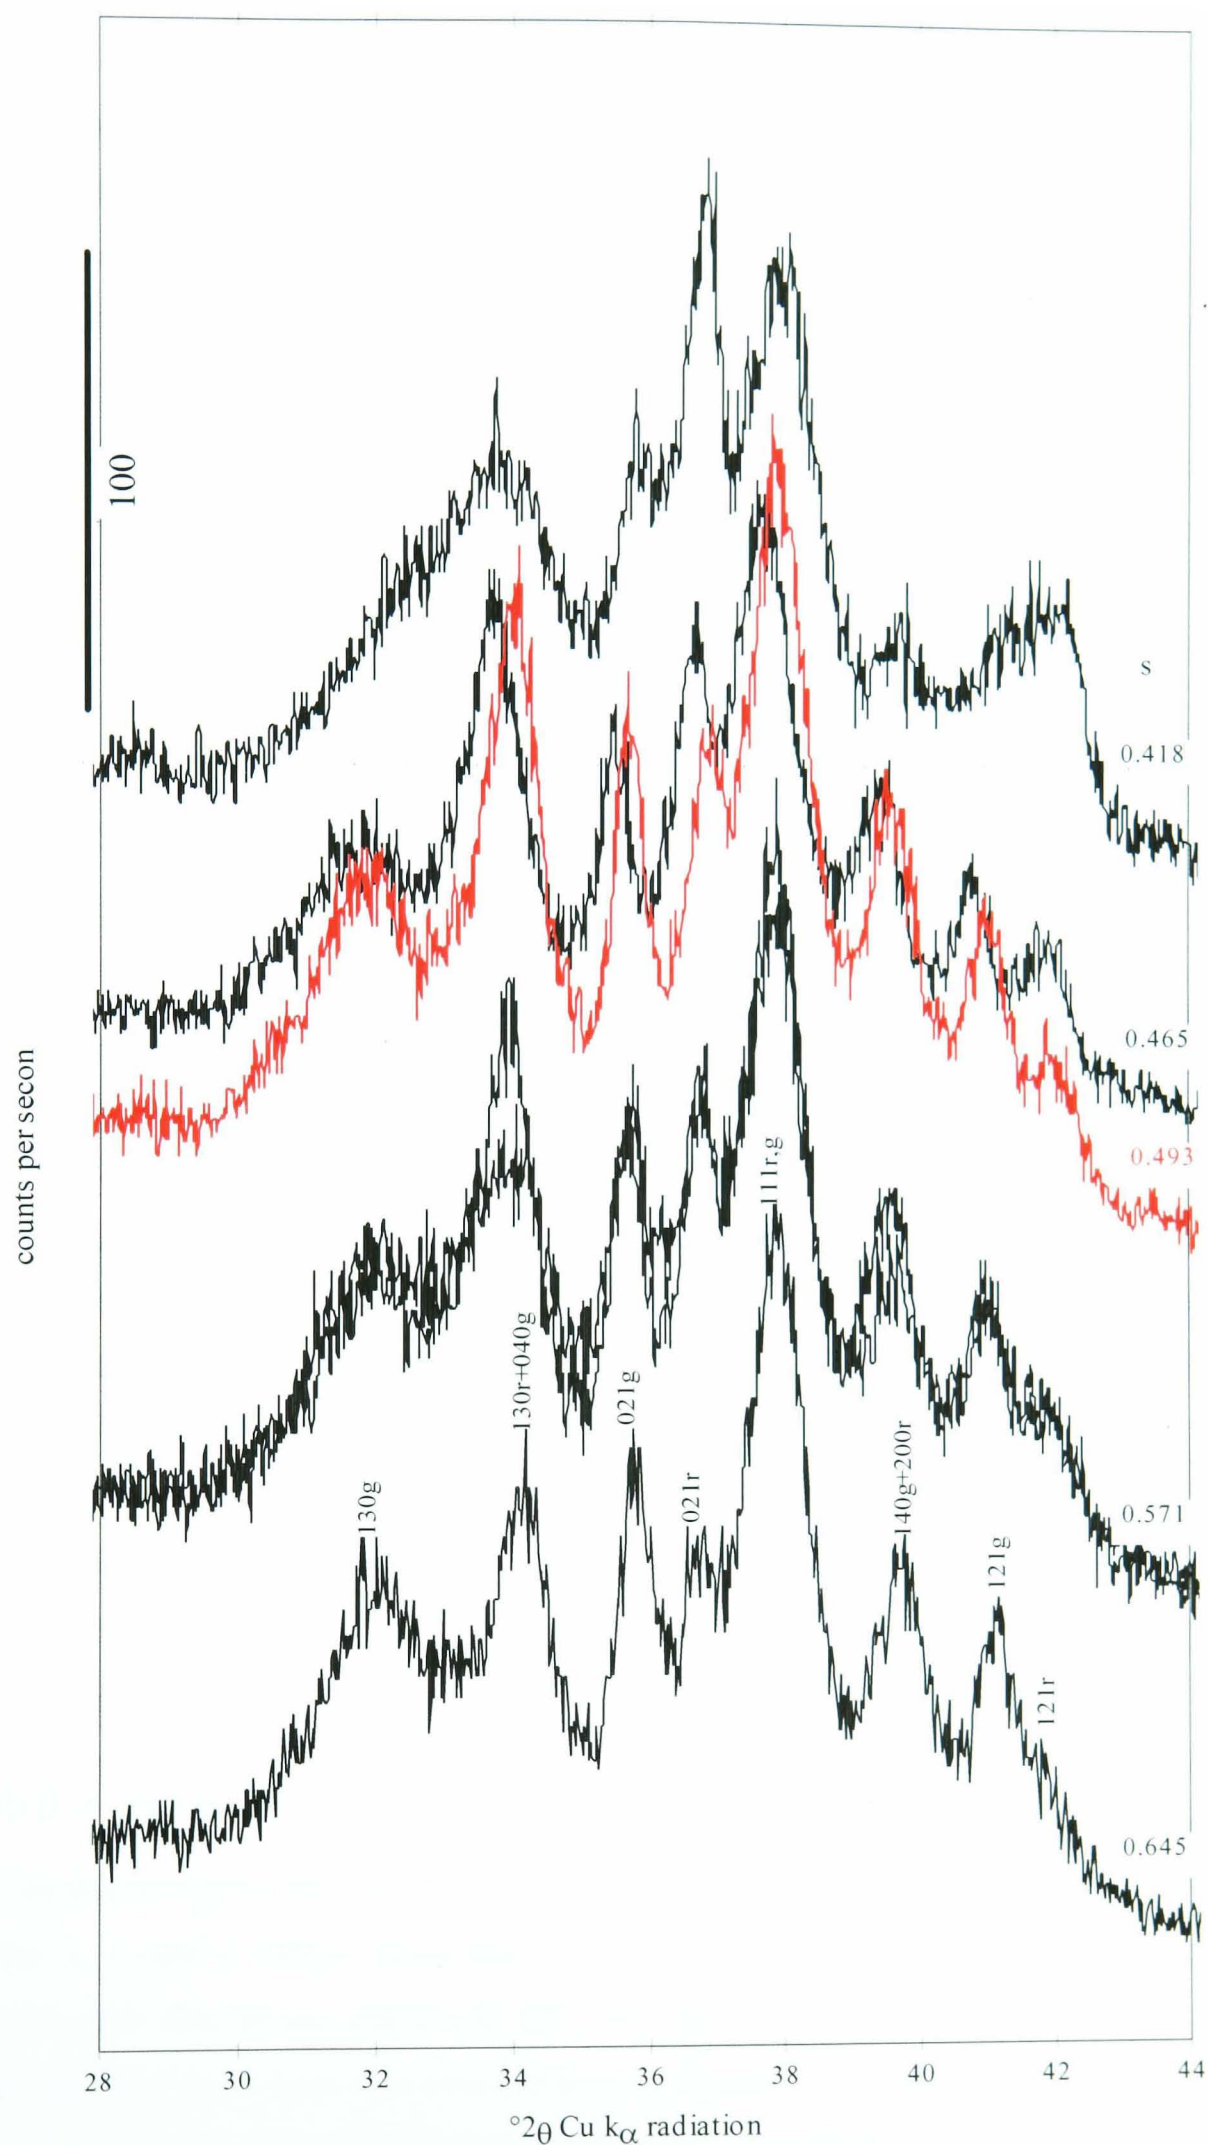 100
s
0.418
0.465
counts per secon
0.493
111r,g
130r+040g
021g
130g
021r
140g+200r
0.571
121g
121r
0.645
28 30 32 34 36 38 40 42 44
°2θ Cu kα radiation